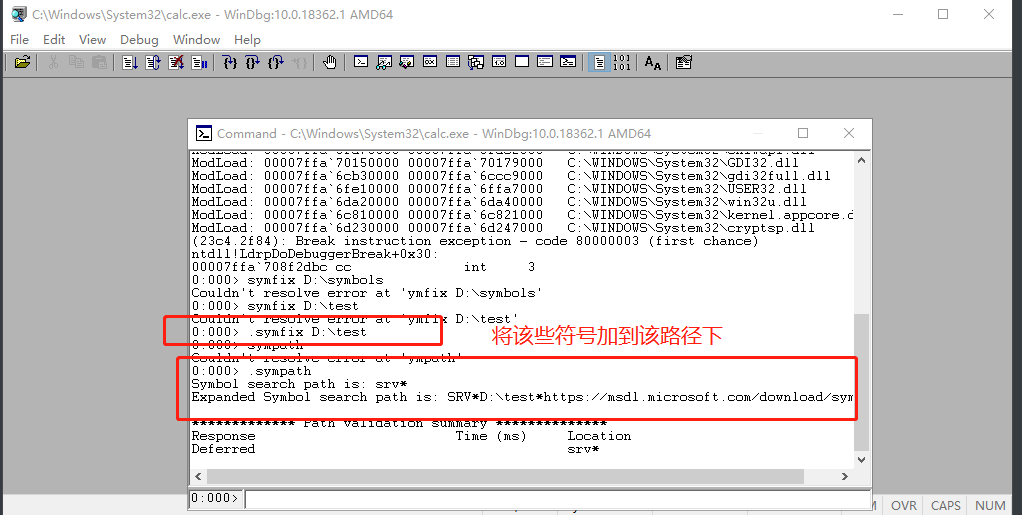 C:\Windows\System32\calc.exe - WinDbg:10.0.18362.1 AMD64
File Edit View Debug Window Help
Command - C:\Windows\System32\calc.exe - WinDbg:10.0.18362.1 AMD64
ModLoad: 00007ffa`70150000 00007ffa`70179000 C:\WINDOWS\System32\GDI32.dll
ModLoad: 00007ffa`6cb30000 00007ffa`6ccc9000 C:\WINDOWS\System32\gdi32full.dll
ModLoad: 00007ffa`6fe10000 00007ffa`6ffa7000 C:\WINDOWS\System32\USER32.dll
ModLoad: 00007ffa`6da20000 00007ffa`6da40000 C:\WINDOWS\System32\win32u.dll
ModLoad: 00007ffa`6c810000 00007ffa`6c821000 C:\WINDOWS\System32\kernel.appcore.d
ModLoad: 00007ffa`6d230000 00007ffa`6d247000 C:\WINDOWS\System32\cryptsp.dll
(23c4.2f84): Break instruction exception - code 80000003 (first chance)
ntdll!LdrpDoDebuggerBreak+0x30:
00007ffa`708f2dbc cc int 3
0:000> symfix D:\symbols
Couldn't resolve error at 'ymfix D:\symbols'
0:000> symfix D:\test
Couldn't resolve error at 'ymfix D:\test'
0:000> .symfix D:\test
将该些符号加到该路径下
0:000> sympath
Couldn't resolve error at 'ympath'
0:000> .sympath
Symbol search path is: srv*
Expanded Symbol search path is: SRV*D:\test*https://msdl.microsoft.com/download/sym
************* Path validation summary **************
Response Time (ms) Location
Deferred srv*
0:000>
OVR CAPS NUM